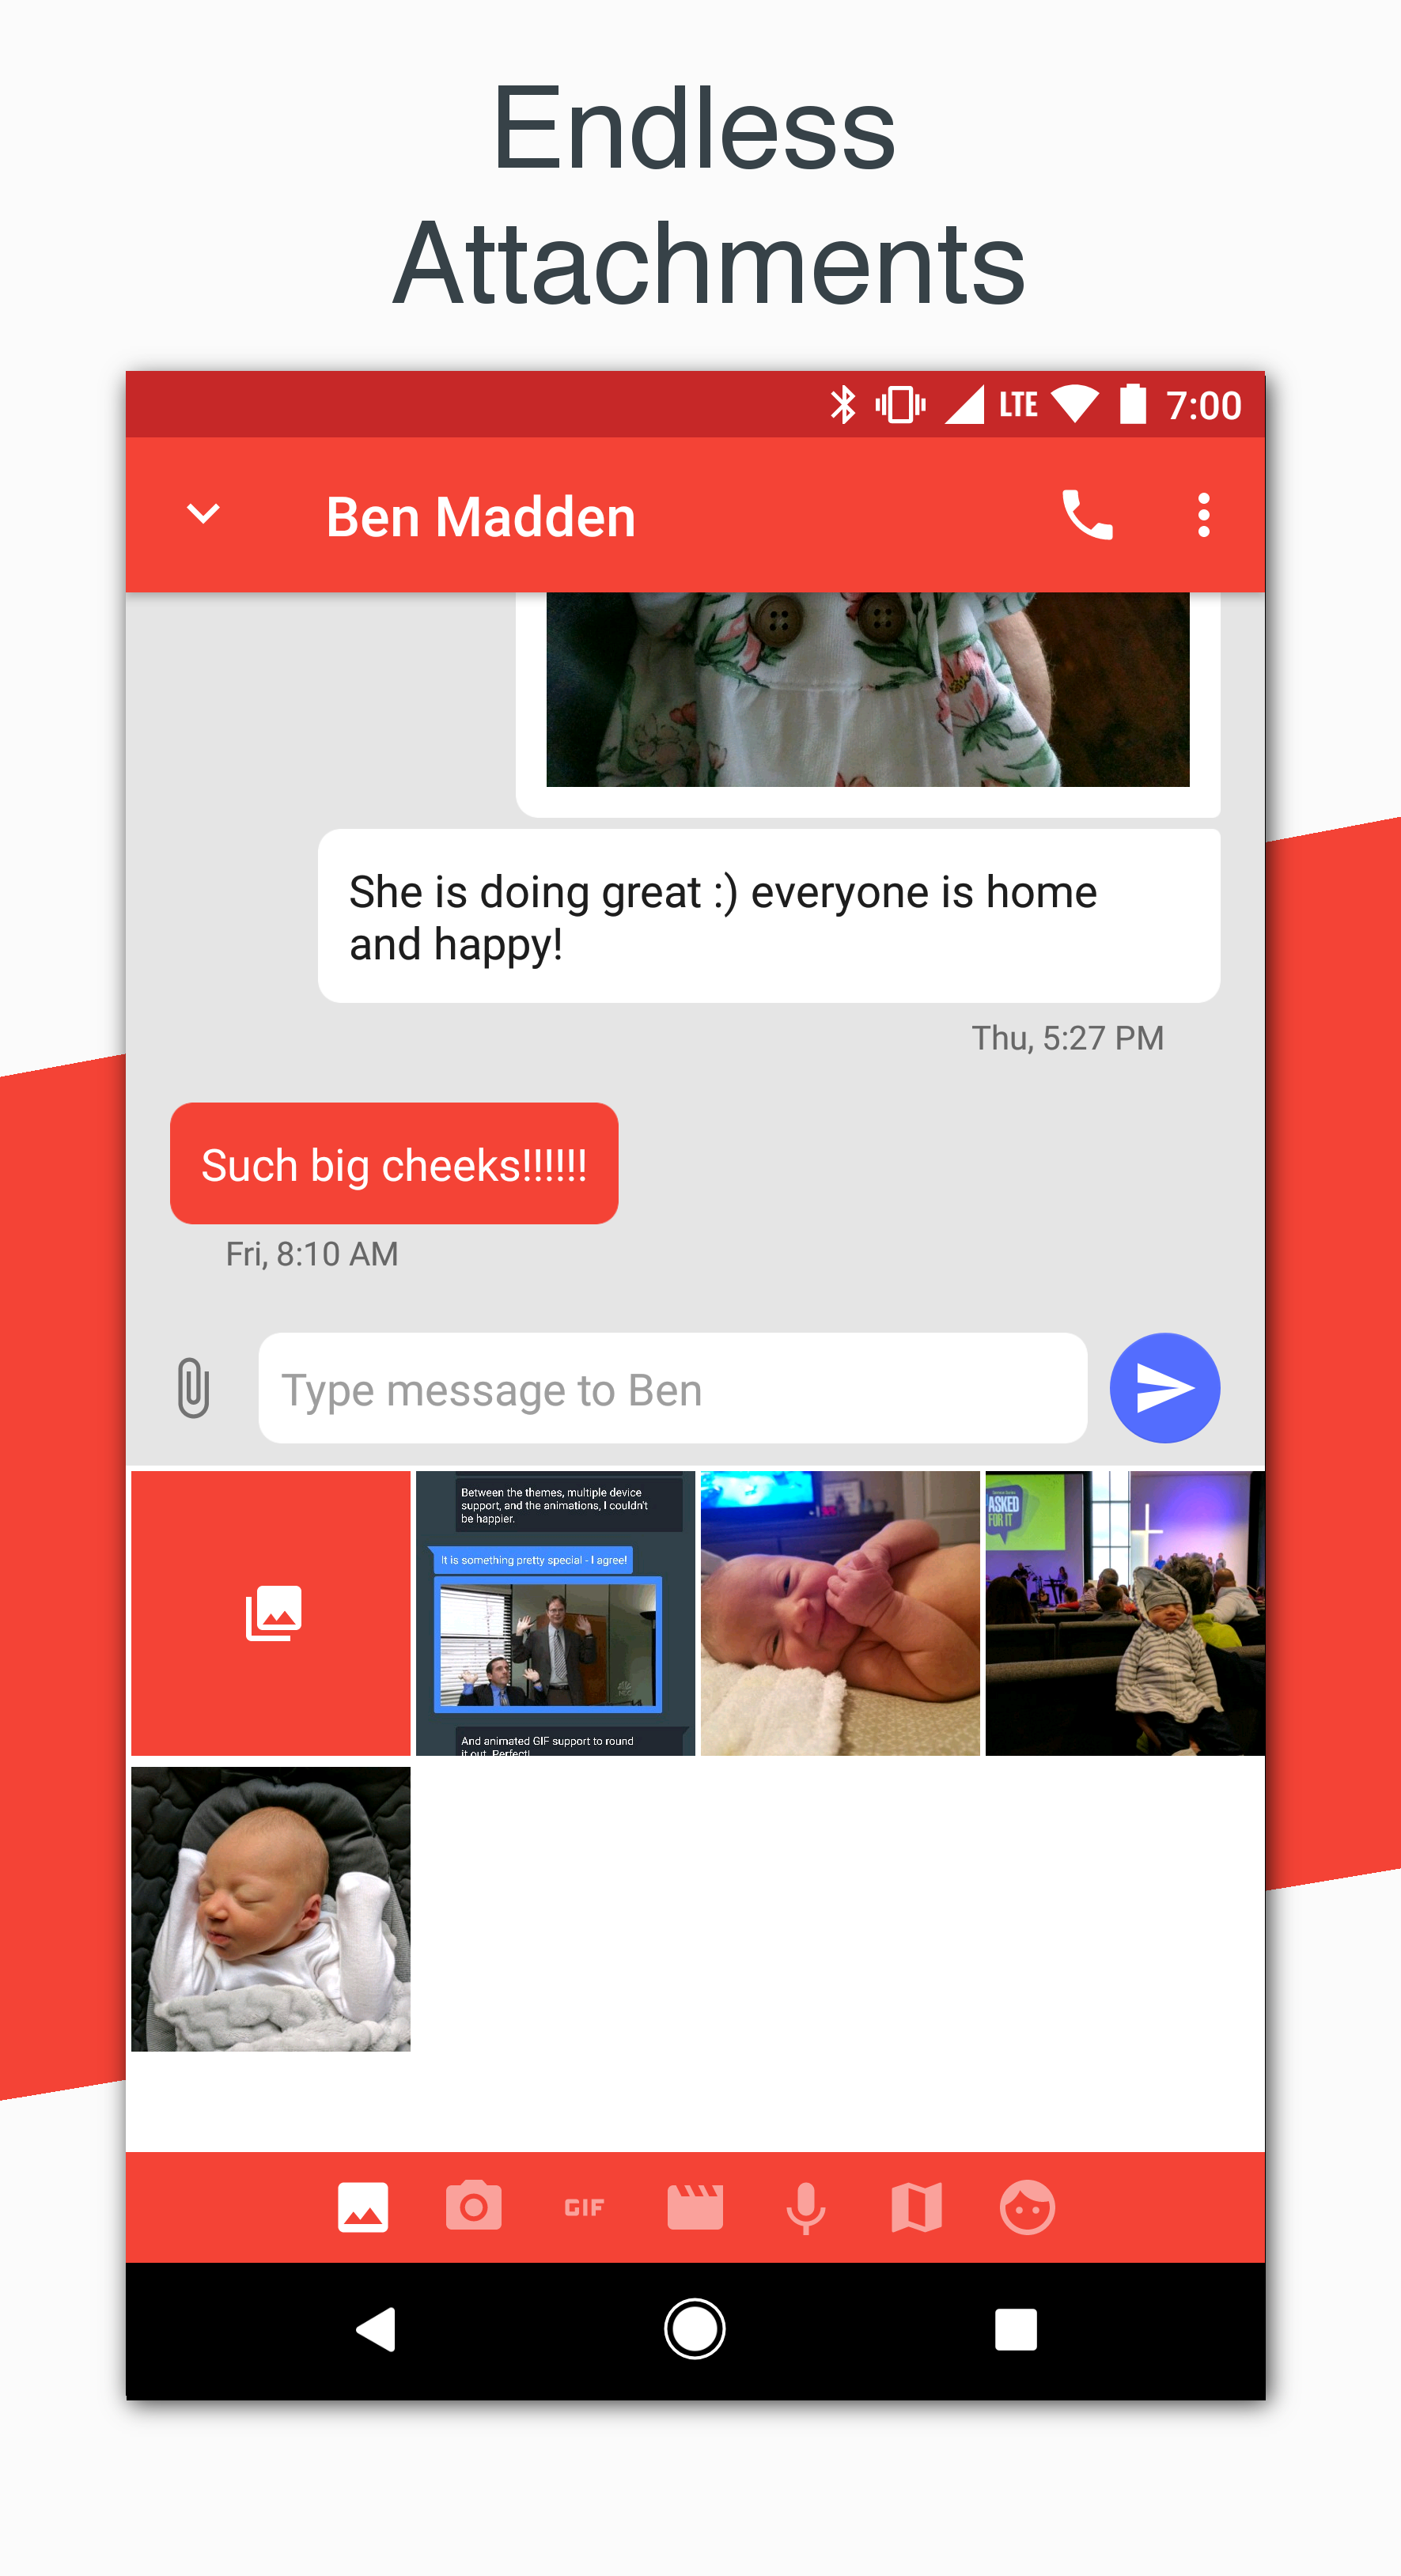 Endless
Attachments
LTE 7:00
Ben Madden
She is doing great :) everyone is home
and happy!
Thu, 5:27 PM
Such big cheeks!!!!!!
Fri, 8:10 AM
Type message to Ben
Between the themes, multiple device
support, and the animations, I couldn't
be happier.
It is something pretty special - I agree!
NBC
And animated GIF support to round
it out. Perfect!
ASKED
FOR IT
GIF